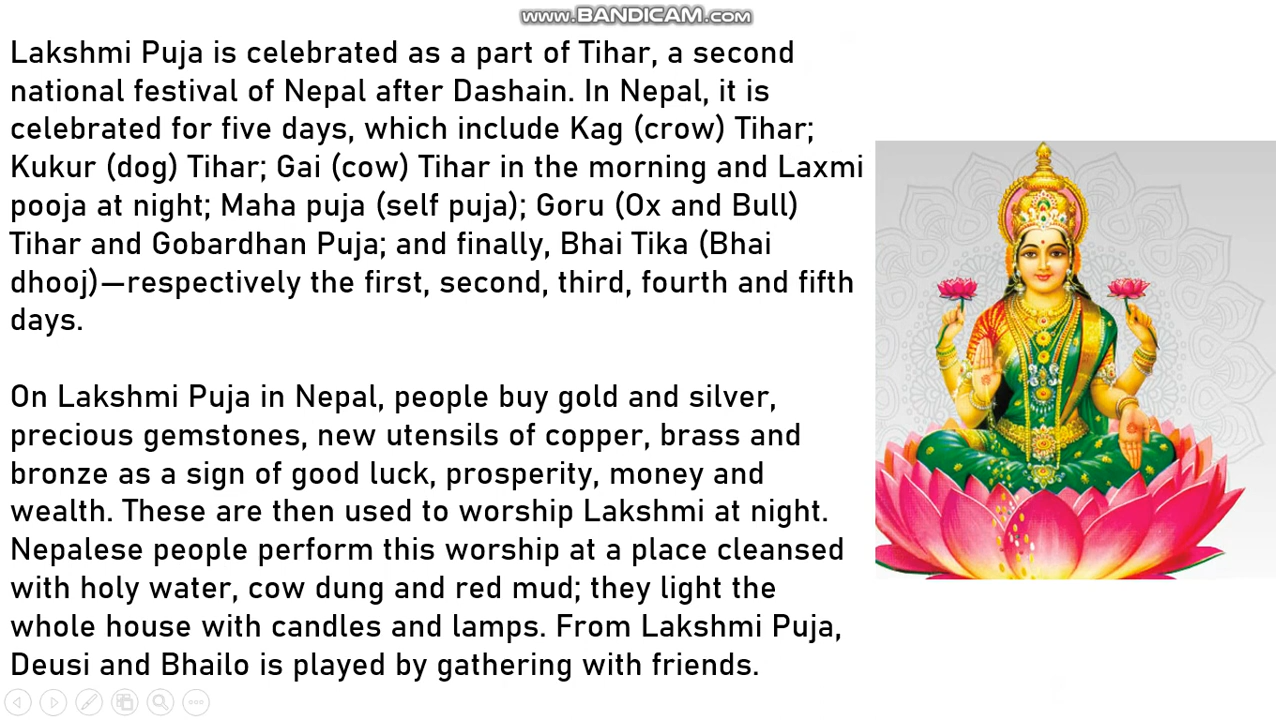 www.BANDICAM.com
Lakshmi Puja is celebrated as a part of Tihar, a second
national festival of Nepal after Dashain. In Nepal, it is
celebrated for five days, which include Kag (crow) Tihar;
Kukur (dog) Tihar; Gai (cow) Tihar in the morning and Laxmi
pooja at night; Maha puja (self puja); Goru (Ox and Bull)
Tihar and Gobardhan Puja; and finally, Bhai Tika (Bhai
dhooj)—respectively the first, second, third, fourth and fifth
days.
On Lakshmi Puja in Nepal, people buy gold and silver,
precious gemstones, new utensils of copper, brass and
bronze as a sign of good luck, prosperity, money and
wealth. These are then used to worship Lakshmi at night.
Nepalese people perform this worship at a place cleansed
with holy water, cow dung and red mud; they light the
whole house with candles and lamps. From Lakshmi Puja,
Deusi and Bhailo is played by gathering with friends.